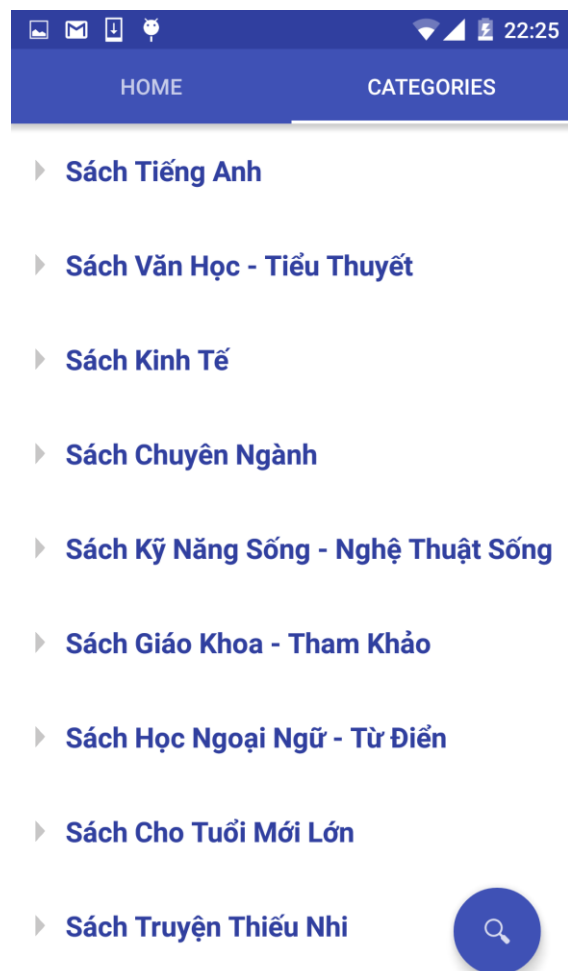 22:25
HOME
CATEGORIES
Sách Tiếng Anh
Sách Văn Học - Tiểu Thuyết
Sách Kinh Tế
Sách Chuyên Ngành
Sách Kỹ Năng Sống - Nghệ Thuật Sống
Sách Giáo Khoa - Tham Khảo
Sách Học Ngoại Ngữ - Từ Điển
Sách Cho Tuổi Mới Lớn
Sách Truyện Thiếu Nhi